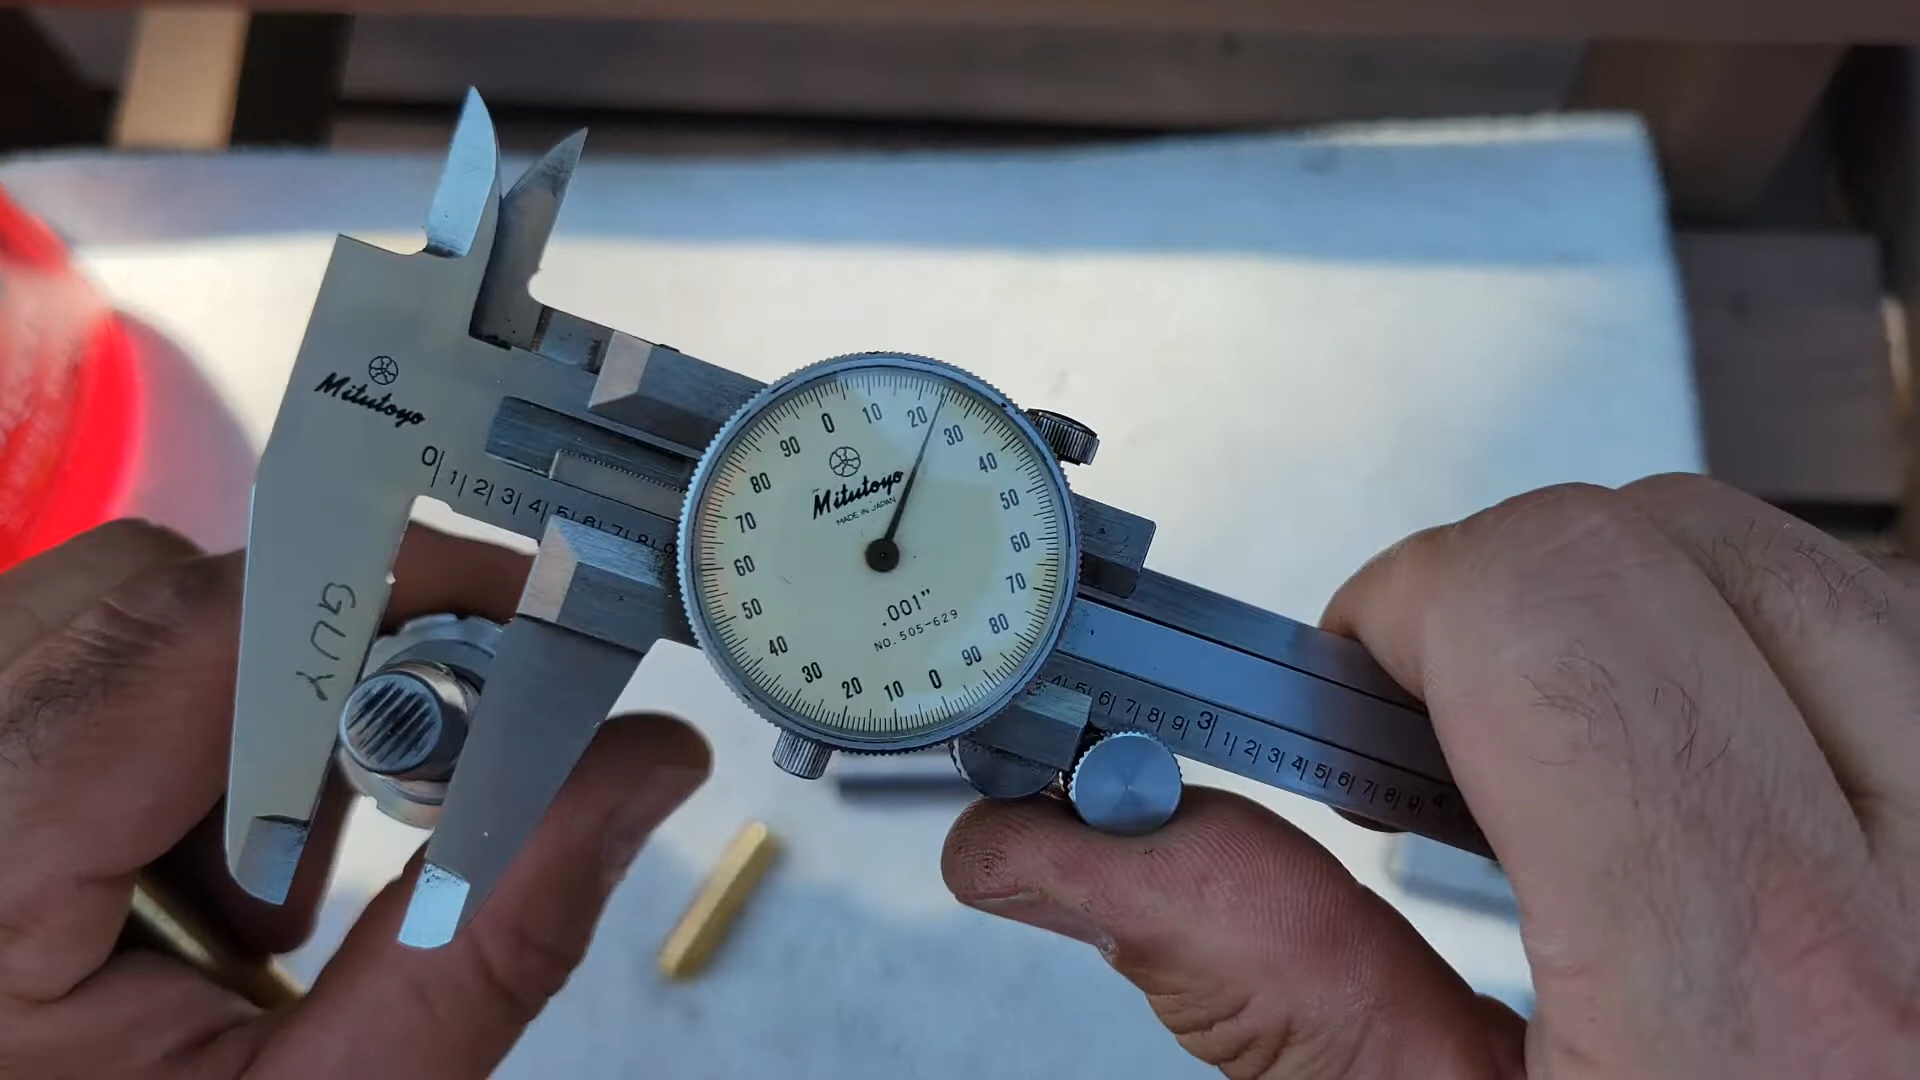 Mitutoyo
0 1 2 3 4 5 6 7 8 9
GUY
0 10 20 30 40 50 60 70 80 90 0 10 20 30 40 50 60 70 80 90
Mitutoyo
MADE IN JAPAN
.001"
NO. 505-629
4 5 6 7 8 9 3 1 2 3 4 5 6 7 8 9 4